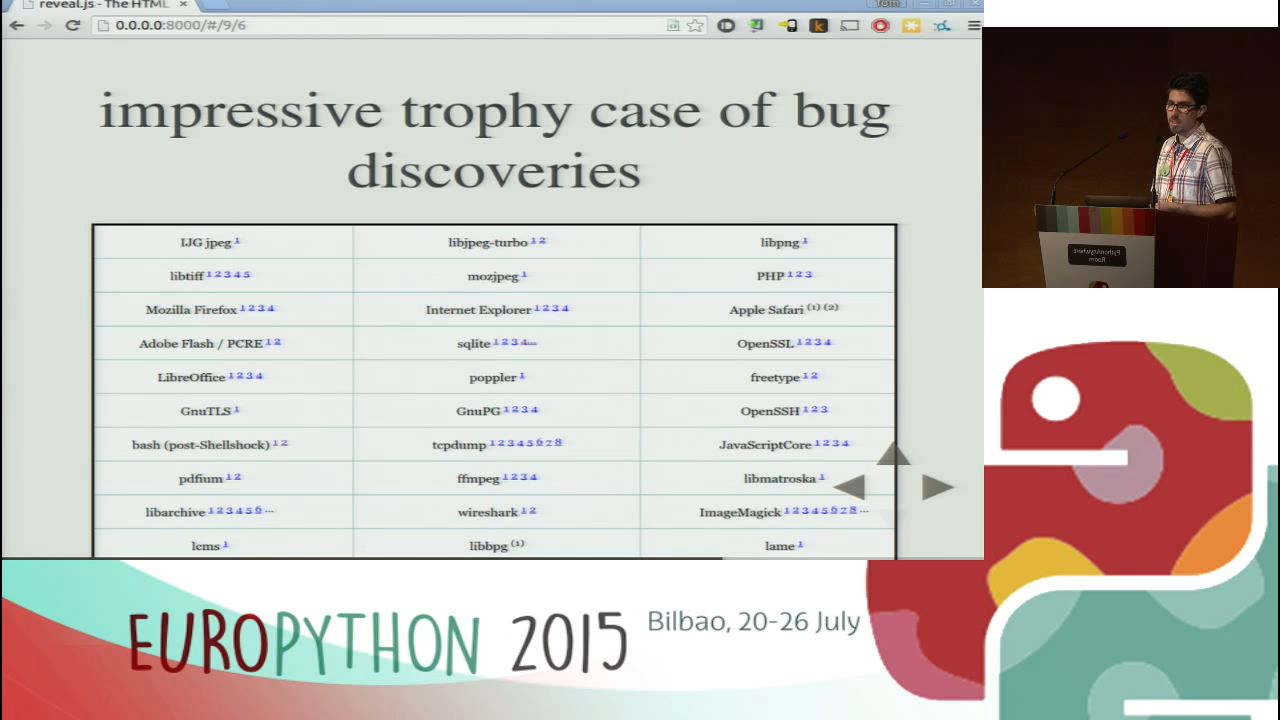 reveal.js - The HTML
Tom
0.0.0.0:8000/#/9/6
impressive trophy case of bug
discoveries
IJG jpeg 1 libjpeg-turbo 1 2 libpng 1
libtiff 1 2 3 4 5 mozjpeg 1 PHP 1 2 3
Mozilla Firefox 1 2 3 4 Internet Explorer 1 2 3 4 Apple Safari (1) (2)
Adobe Flash / PCRE 1 2 sqlite 1 2 3 4... OpenSSL 1 2 3 4
LibreOffice 1 2 3 4 poppler 1 freetype 1 2
GnuTLS 1 GnuPG 1 2 3 4 OpenSSH 1 2 3
bash (post-Shellshock) 1 2 tcpdump 1 2 3 4 5 6 7 8 JavaScriptCore 1 2 3 4
pdfium 1 2 ffmpeg 1 2 3 4 libmatroska 1
libarchive 1 2 3 4 5 6 ... wireshark 1 2 ImageMagick 1 2 3 4 5 6 7 8 ...
lcms 1 libbpg (1) lame 1
PythonAnywhere
Room
EUROPYTHON 2015
Bilbao, 20-26 July